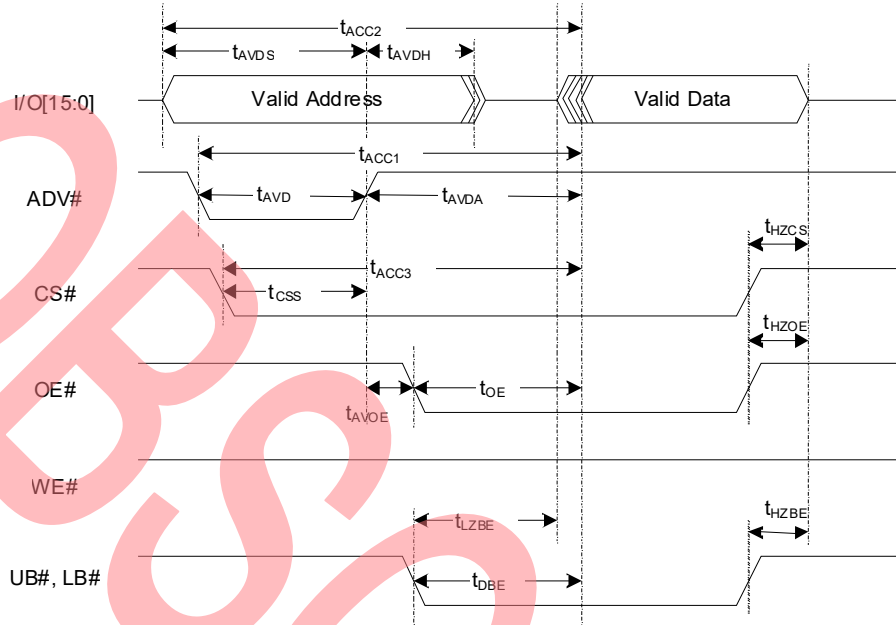 tACC2
tAVDS tAVDH
I/O[15:0] Valid Address Valid Data
tACC1
ADV# tAVD tAVDA
tHZCS
tACC3
CS# tCSS
tHZOE
OE# tOE
tAVOE
WE#
tHZBE
tLZBE
UB#, LB# tDBE